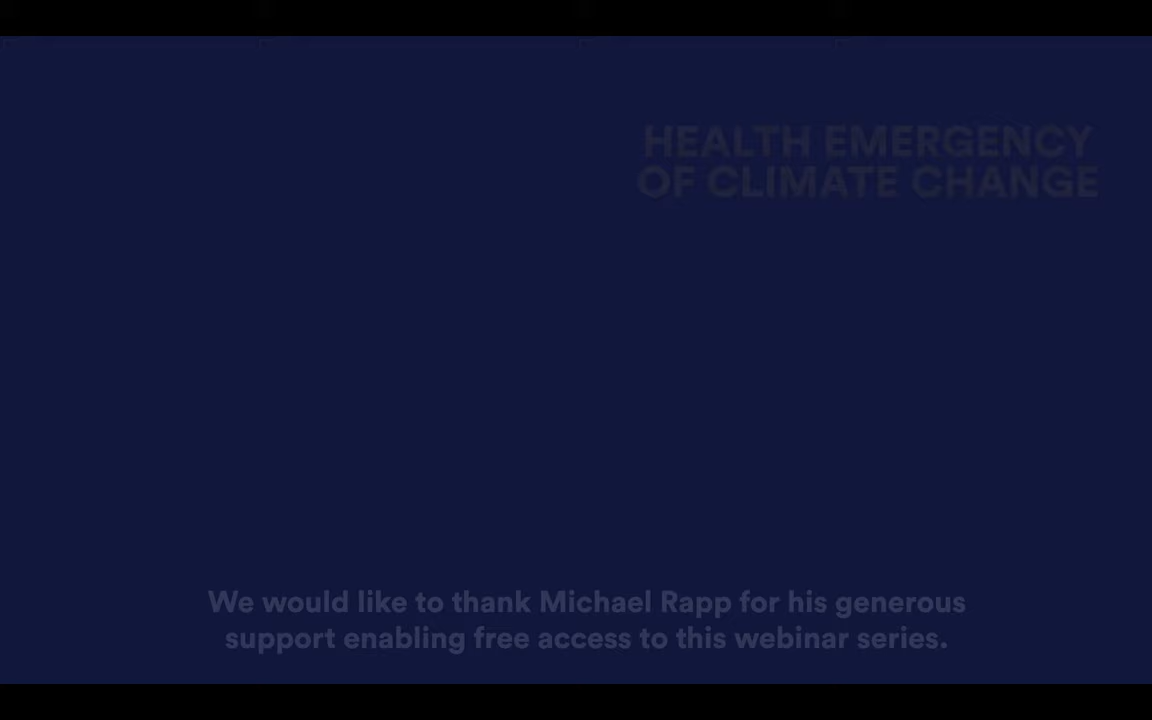 HEALTH EMERGENCY
OF CLIMATE CHANGE
We would like to thank Michael Rapp for his generous
support enabling free access to this webinar series.